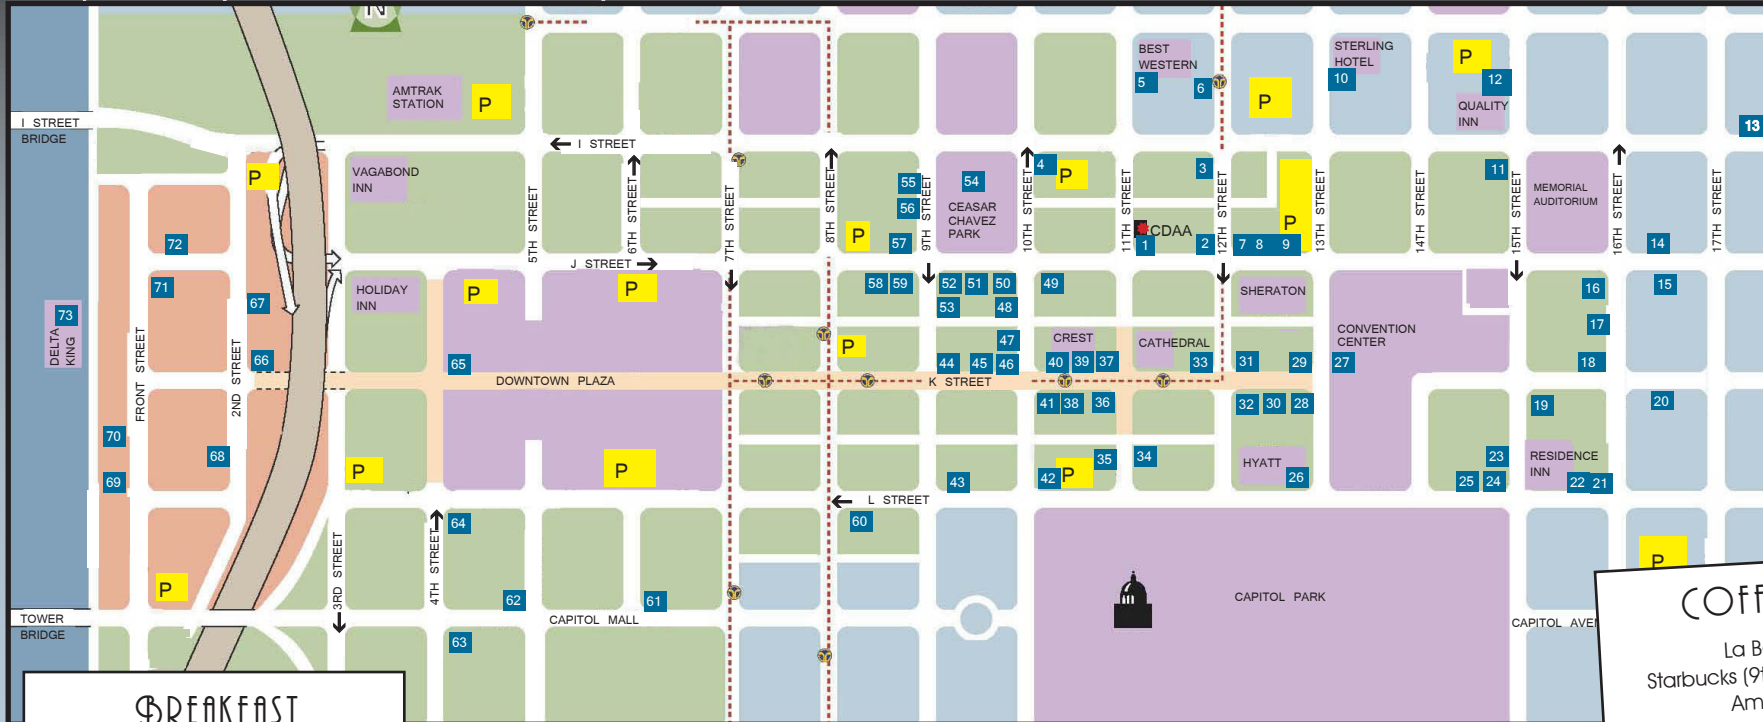 N
BEST
WESTERN
5
6
P
STERLING
HOTEL
10
P
12
QUALITY
INN
AMTRAK
STATION
P
I STREET
BRIDGE
13
← I STREET
P
VAGABOND
INN
55
56
P
57
54
CEASAR
CHAVEZ
PARK
4
P
3
CDAA
1
2
7 8 9
P
11
MEMORIAL
AUDITORIUM
14
5TH STREET
6TH STREET
7TH STREET
8TH STREET
9TH STREET
10TH STREET
11TH STREET
12TH STREET
13TH STREET
14TH STREET
15TH STREET
16TH STREET
17TH STREET
72
J STREET →
71
67
HOLIDAY
INN
P
P
58 59
52 51 50
53 48
49
SHERATON
16
15
17
73
DELTA
KING
FRONT STREET
2ND STREET
66
65
P
47
44 45 46
CREST
40 39 37
CATHEDRAL
33
31
29
CONVENTION
CENTER
27
18
DOWNTOWN PLAZA
K STREET
41 38 36
32 30 28
19
20
70
68
69
P
P
43
42
P
35
34
HYATT
26
23
25 24
RESIDENCE
INN
22 21
← L STREET
64
60
3RD STREET
4TH STREET
P
62
61
P
CAPITOL PARK
TOWER
BRIDGE
CAPITOL MALL
CAPITOL AVEN
63
BREAKFAST
COFF
La B
Starbucks (9t
Am